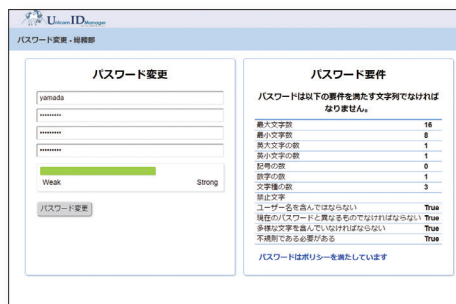 Unicorn ID Manager
パスワード変更 - 総務部
パスワード変更
yamada
•••••••••
•••••••••
•••••••••
Weak Strong
パスワード変更
パスワード要件
パスワードは以下の要件を満たす文字列でなければ
なりません。
最大文字数 16
最小文字数 8
英大文字の数 1
英小文字の数 1
記号の数 0
数字の数 1
文字種の数 3
禁止文字
ユーザー名を含んではならない True
現在のパスワードと異なるものでなければならない True
多様な文字を含んでいなければならない True
不規則である必要がある True
パスワードはポリシーを満たしています